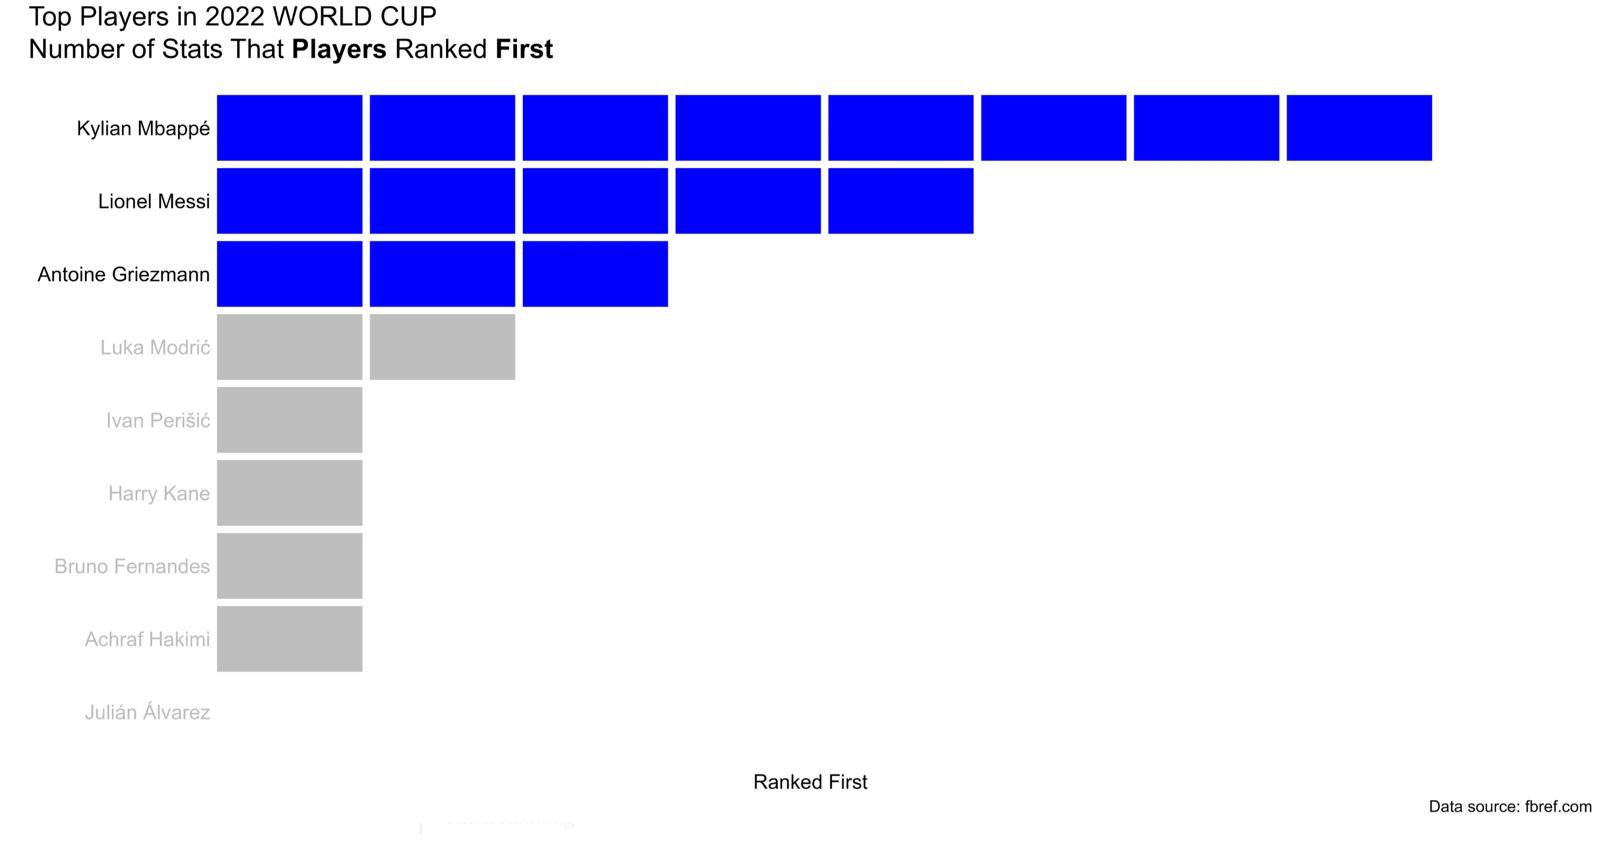 Top Players in 2022 WORLD CUP
Number of Stats That Players Ranked First
Kylian Mbappé
Lionel Messi
Antoine Griezmann
Luka Modrić
Ivan Perišić
Harry Kane
Bruno Fernandes
Achraf Hakimi
Julián Álvarez
Ranked First
Data source: fbref.com